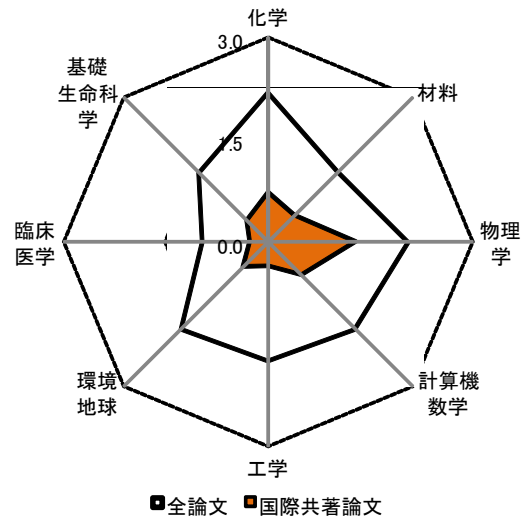 化学
3.0
基礎
生命科
学
材料
1.5
臨床
医学
0.0
物理
学
環境
地球
計算機
数学
工学
全論文 国際共著論文